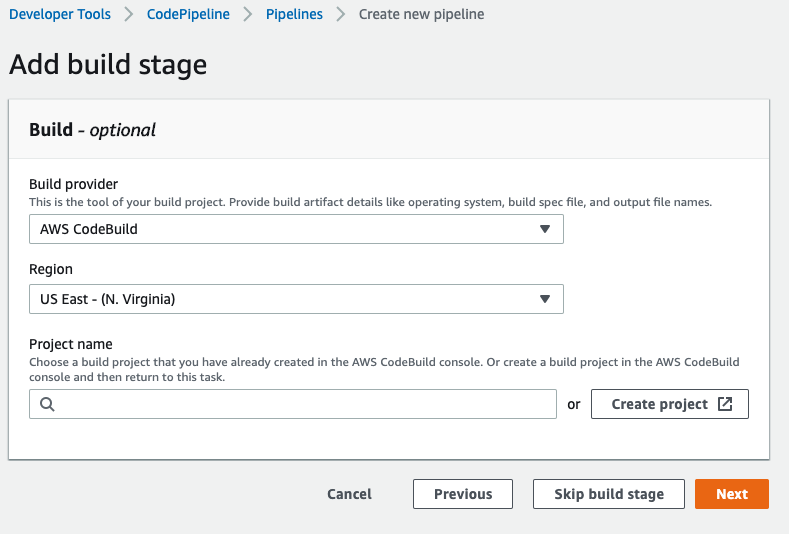 Developer Tools > CodePipeline > Pipelines > Create new pipeline
Add build stage
Build - optional
Build provider
This is the tool of your build project. Provide build artifact details like operating system, build spec file, and output file names.
AWS CodeBuild
Region
US East - (N. Virginia)
Project name
Choose a build project that you have already created in the AWS CodeBuild console. Or create a build project in the AWS CodeBuild
console and then return to this task.
or Create project
Cancel Previous Skip build stage Next